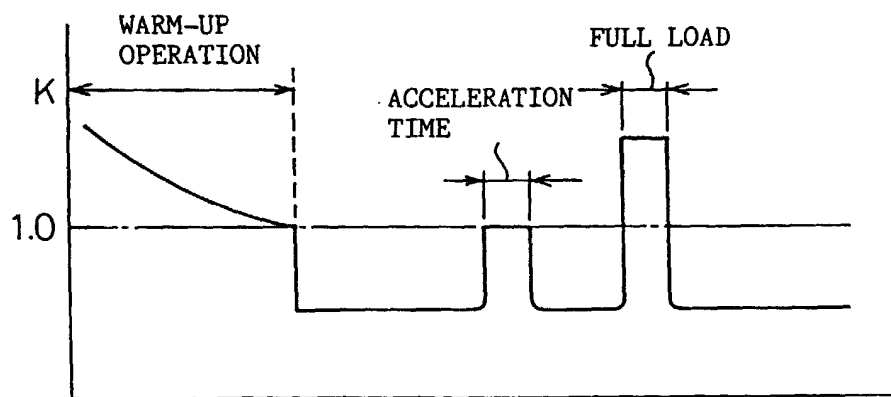 WARM-UP
OPERATION
FULL LOAD
K
ACCELERATION
TIME
1.0